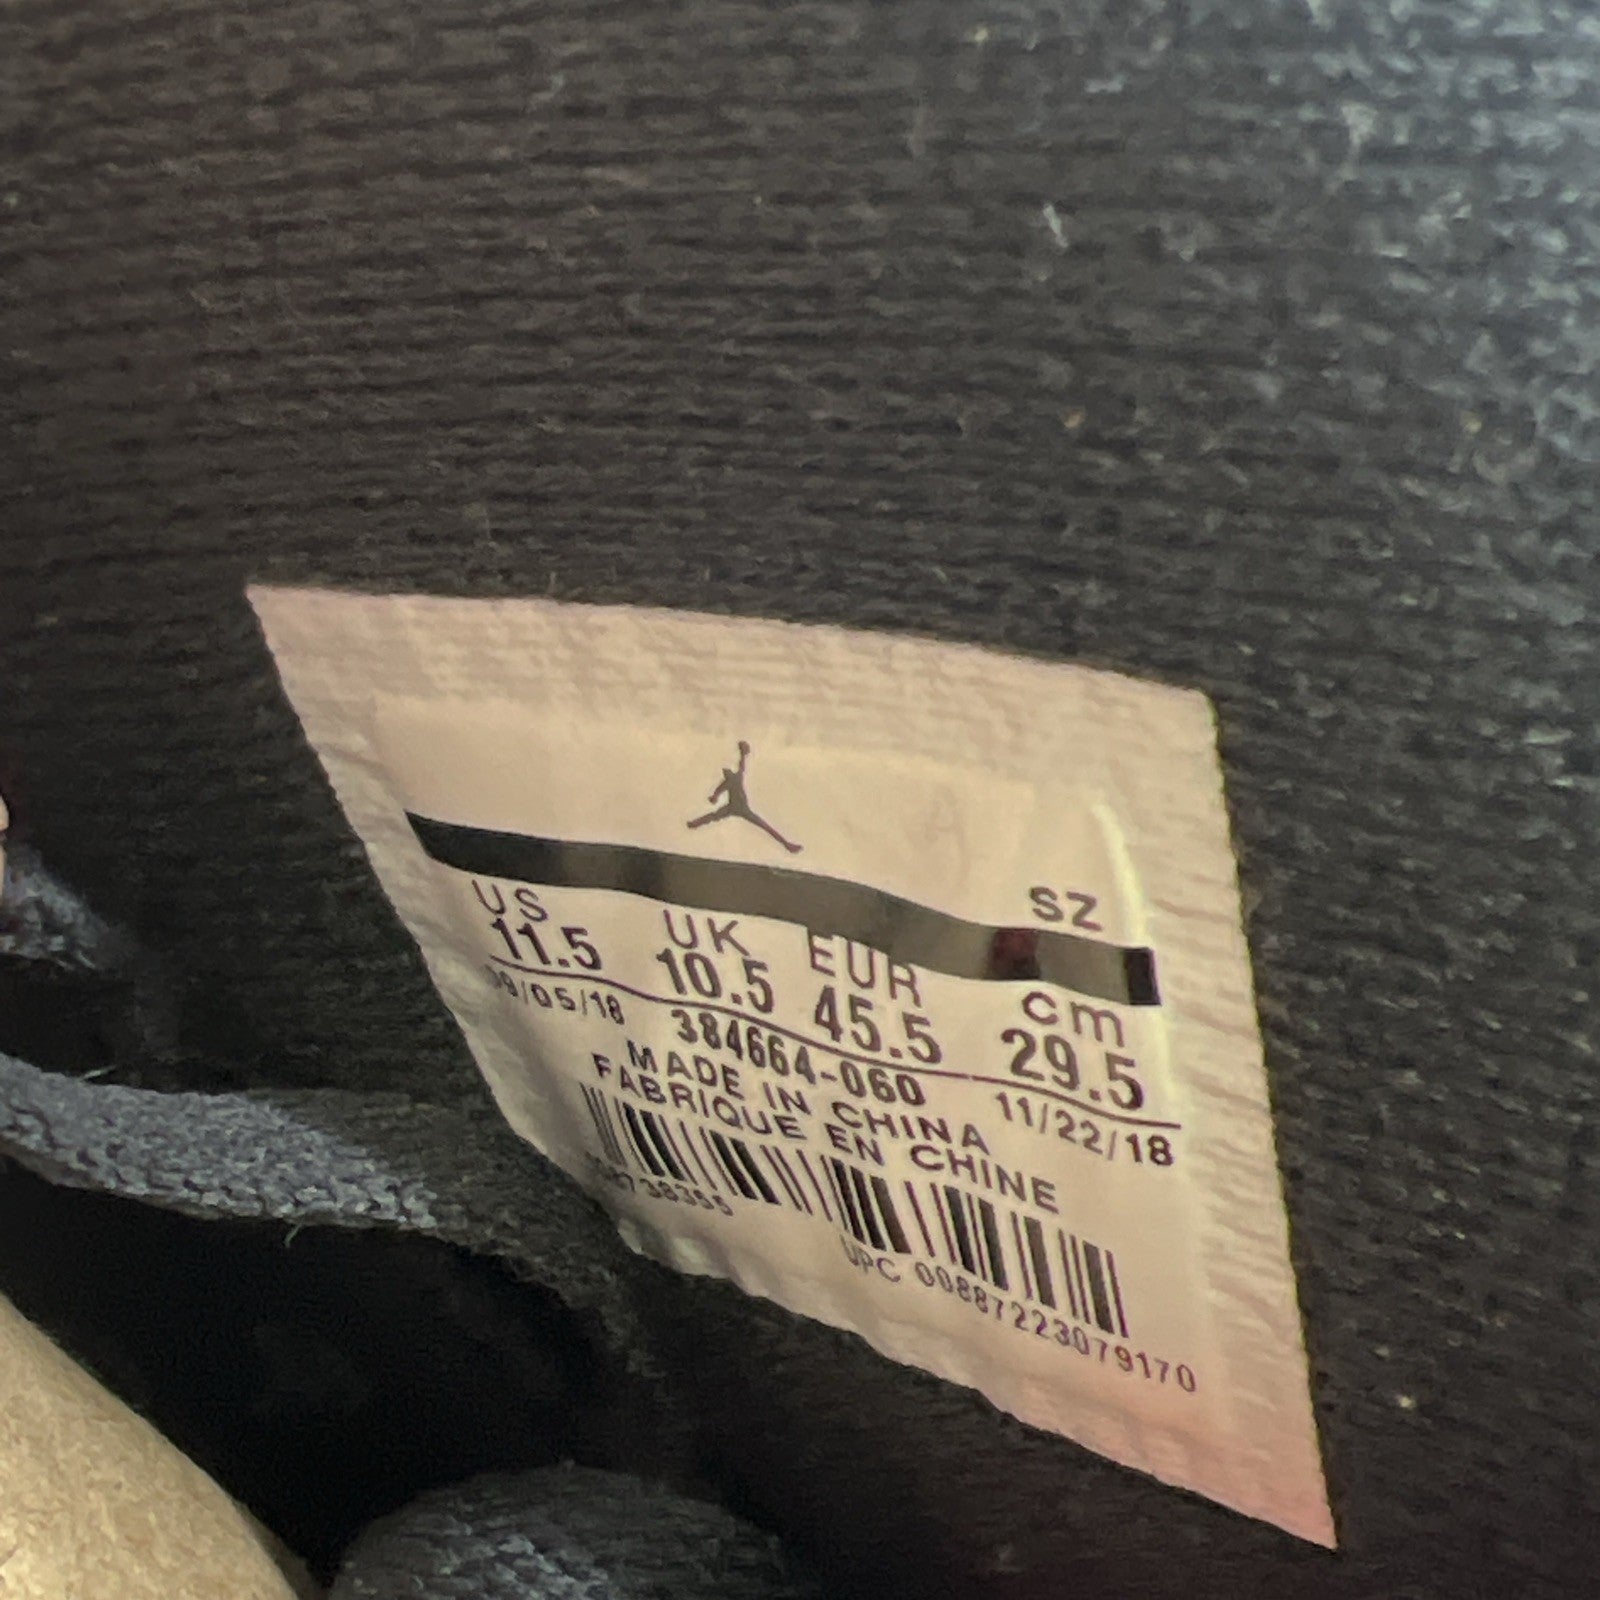 SZ
US UK EUR cm
11.5 10.5 45.5 29.5
09/05/18 384664-060 11/22/18
MADE IN CHINA
FABRIQUE EN CHINE
UPC 00887223079170